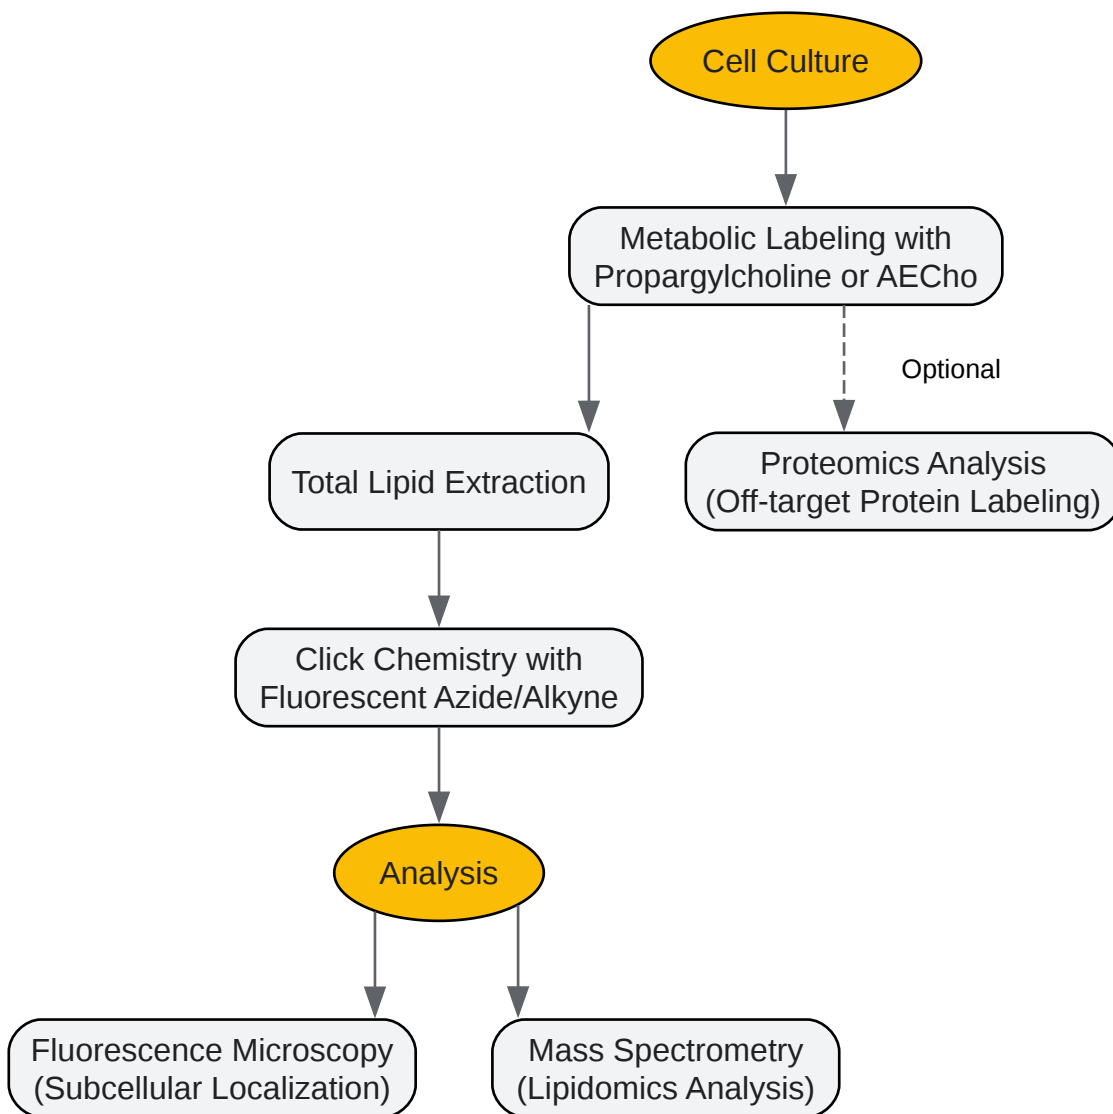 Cell Culture
Metabolic Labeling with
Propargylcholine or AECho
Optional
Total Lipid Extraction
Proteomics Analysis
(Off-target Protein Labeling)
Click Chemistry with
Fluorescent Azide/Alkyne
Analysis
Fluorescence Microscopy
(Subcellular Localization)
Mass Spectrometry
(Lipidomics Analysis)